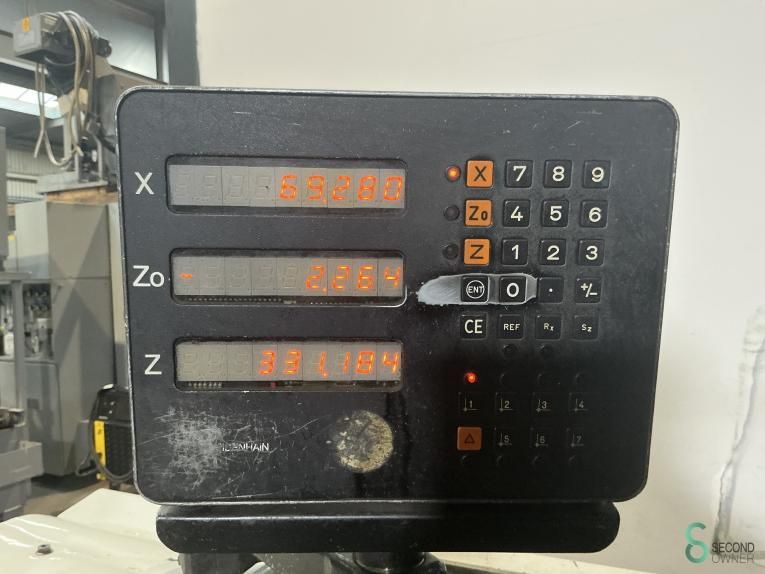 X 69.280 X 7 8 9
Zo 4 5 6
Zo - 2.264 Z 1 2 3
ENT 0 . +/-
CE REF Rx Sz
Z 331.184
1 2 3 4
IDENHAIN Δ 5 6 7
SECOND
OWNER